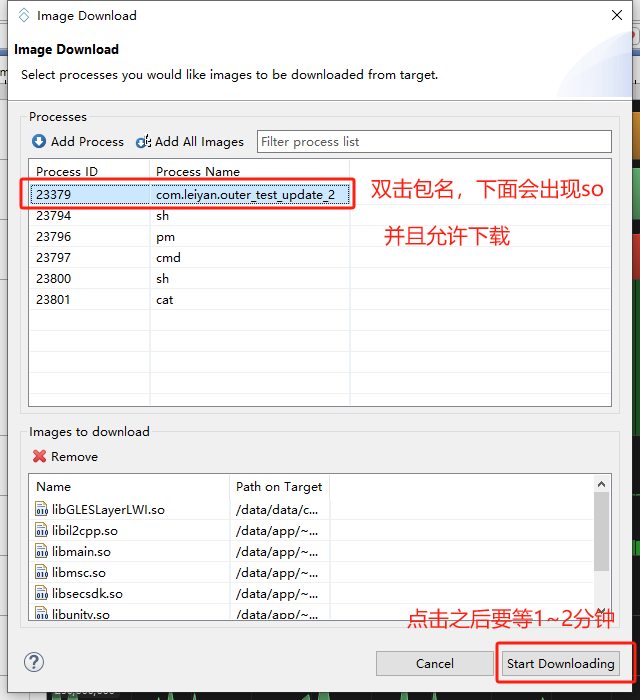 Image Download
Image Download
Select processes you would like images to be downloaded from target.
Processes
Add Process Add All Images Filter process list
Process ID Process Name
23379 com.leiyan.outer_test_update_2
双击包名，下面会出现so
23794 sh
并且允许下载
23796 pm
23797 cmd
23800 sh
23801 cat
Images to download
Remove
Name Path on Target
libGLESLayerLWI.so /data/data/c...
libil2cpp.so /data/app/~...
libmain.so /data/app/~...
libmsc.so /data/app/~...
libsecsdk.so /data/app/~...
libunity.so /data/app/~...
点击之后要等1~2分钟
? Cancel Start Downloading